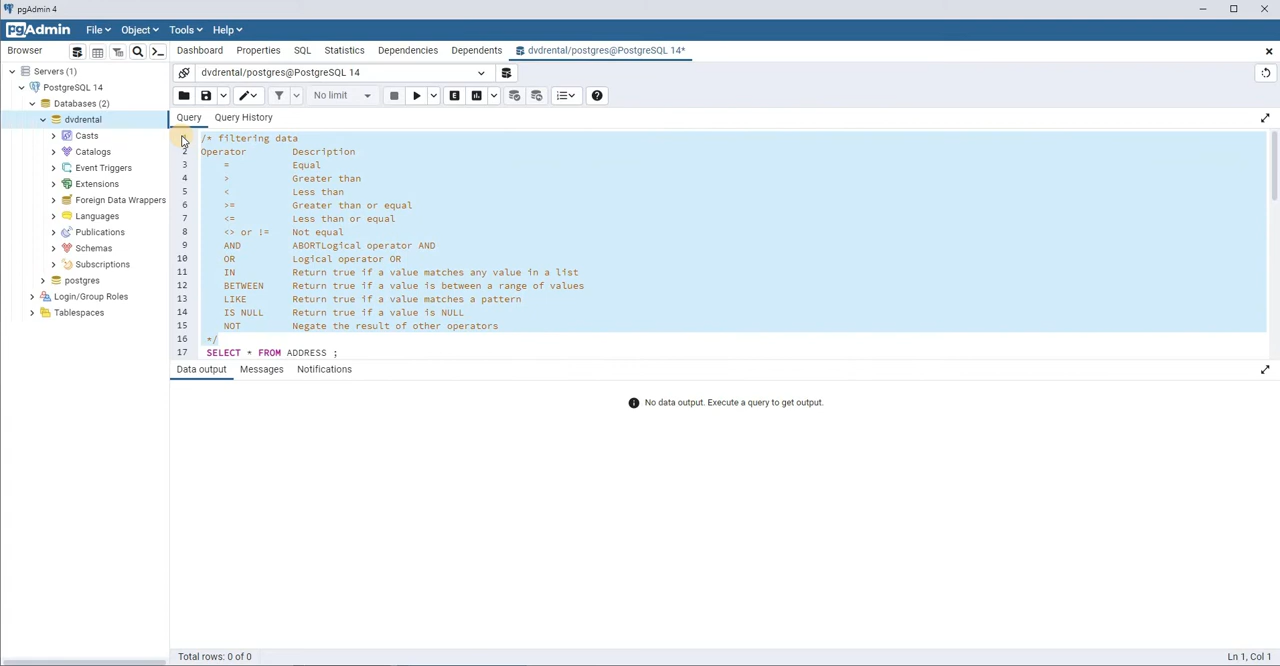 pgAdmin 4
pgAdmin File Object Tools Help
Browser Dashboard Properties SQL Statistics Dependencies Dependents dvdrental/postgres@PostgreSQL 14*
Servers (1)
PostgreSQL 14
Databases (2)
dvdrental
Casts
Catalogs
Event Triggers
Extensions
Foreign Data Wrappers
Languages
Publications
Schemas
Subscriptions
postgres
Login/Group Roles
Tablespaces
dvdrental/postgres@PostgreSQL 14
No limit E
Query Query History
/* filtering data
2 Operator Description
3 = Equal
4 > Greater than
5 < Less than
6 >= Greater than or equal
7 <= Less than or equal
8 <> or != Not equal
9 AND ABORTLogical operator AND
10 OR Logical operator OR
11 IN Return true if a value matches any value in a list
12 BETWEEN Return true if a value is between a range of values
13 LIKE Return true if a value matches a pattern
14 IS NULL Return true if a value is NULL
15 NOT Negate the result of other operators
16 */
17 SELECT * FROM ADDRESS ;
Data output Messages Notifications
No data output. Execute a query to get output.
Total rows: 0 of 0 Ln 1, Col 1